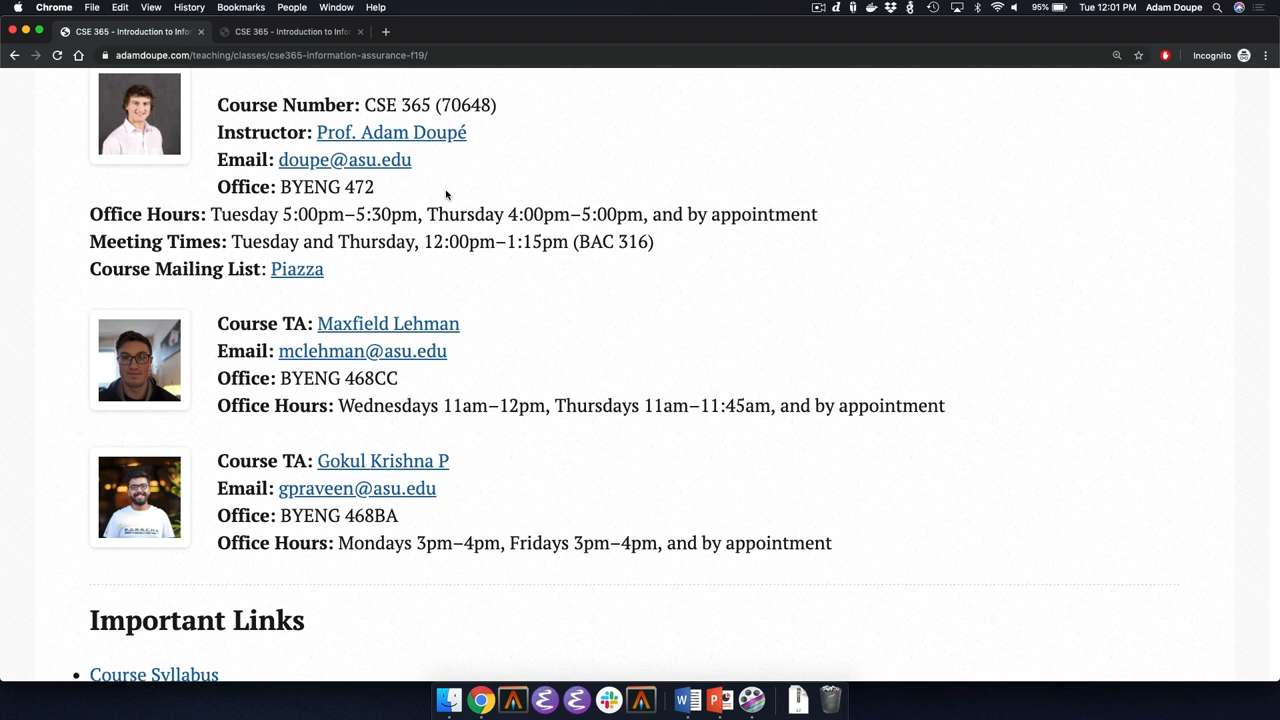 Chrome File Edit View History Bookmarks People Window Help 95% Tue 12:01 PM Adam Doupe
CSE 365 - Introduction to Infor CSE 365 - Introduction to Infor
adamdoupe.com/teaching/classes/cse365-information-assurance-f19/ Incognito
Course Number: CSE 365 (70648)
Instructor: Prof. Adam Doupé
Email: doupe@asu.edu
Office: BYENG 472
Office Hours: Tuesday 5:00pm–5:30pm, Thursday 4:00pm–5:00pm, and by appointment
Meeting Times: Tuesday and Thursday, 12:00pm–1:15pm (BAC 316)
Course Mailing List: Piazza
Course TA: Maxfield Lehman
Email: mclehman@asu.edu
Office: BYENG 468CC
Office Hours: Wednesdays 11am–12pm, Thursdays 11am–11:45am, and by appointment
Course TA: Gokul Krishna P
Email: gpraveen@asu.edu
Office: BYENG 468BA
Office Hours: Mondays 3pm–4pm, Fridays 3pm–4pm, and by appointment
Important Links
• Course Syllabus